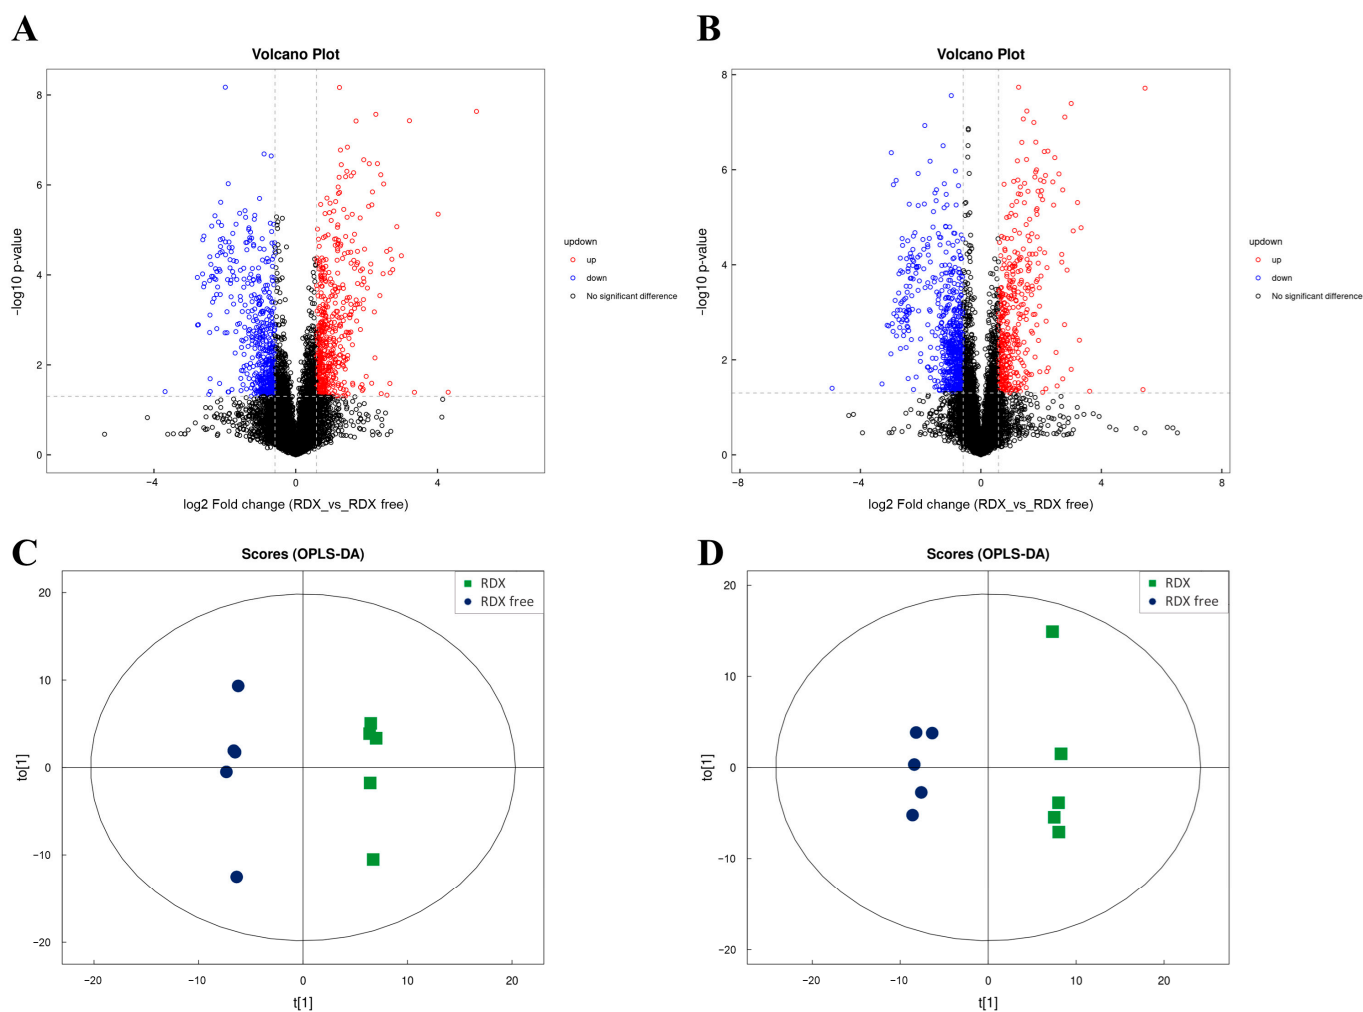 A
Volcano Plot
8
6
4
2
0
-log10 p-value
−4
0
4
log2 Fold change (RDX_vs_RDX free)
updown
up
down
No significant difference
B
Volcano Plot
8
6
4
2
0
-log10 p-value
−8
−4
0
4
8
log2 Fold change (RDX_vs_RDX free)
updown
up
down
No significant difference
C
Scores (OPLS-DA)
RDX
RDX free
20
10
0
−10
−20
to[1]
−20
−10
0
10
20
t[1]
D
Scores (OPLS-DA)
RDX
RDX free
20
10
0
−10
−20
to[1]
−20
−10
0
10
20
t[1]